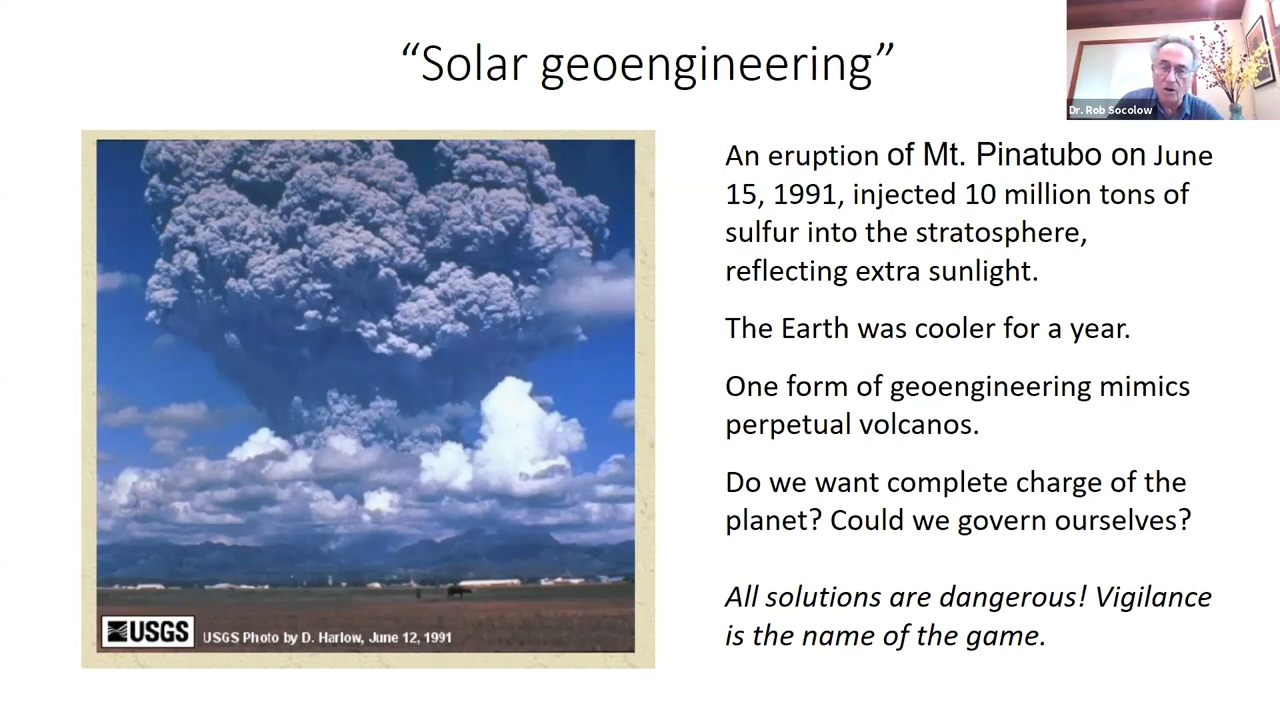 “Solar geoengineering”
Dr. Rob Socolow
An eruption of Mt. Pinatubo on June
15, 1991, injected 10 million tons of
sulfur into the stratosphere,
reflecting extra sunlight.
The Earth was cooler for a year.
One form of geoengineering mimics
perpetual volcanos.
Do we want complete charge of the
planet? Could we govern ourselves?
All solutions are dangerous! Vigilance
is the name of the game.
USGS
USGS Photo by D. Harlow, June 12, 1991